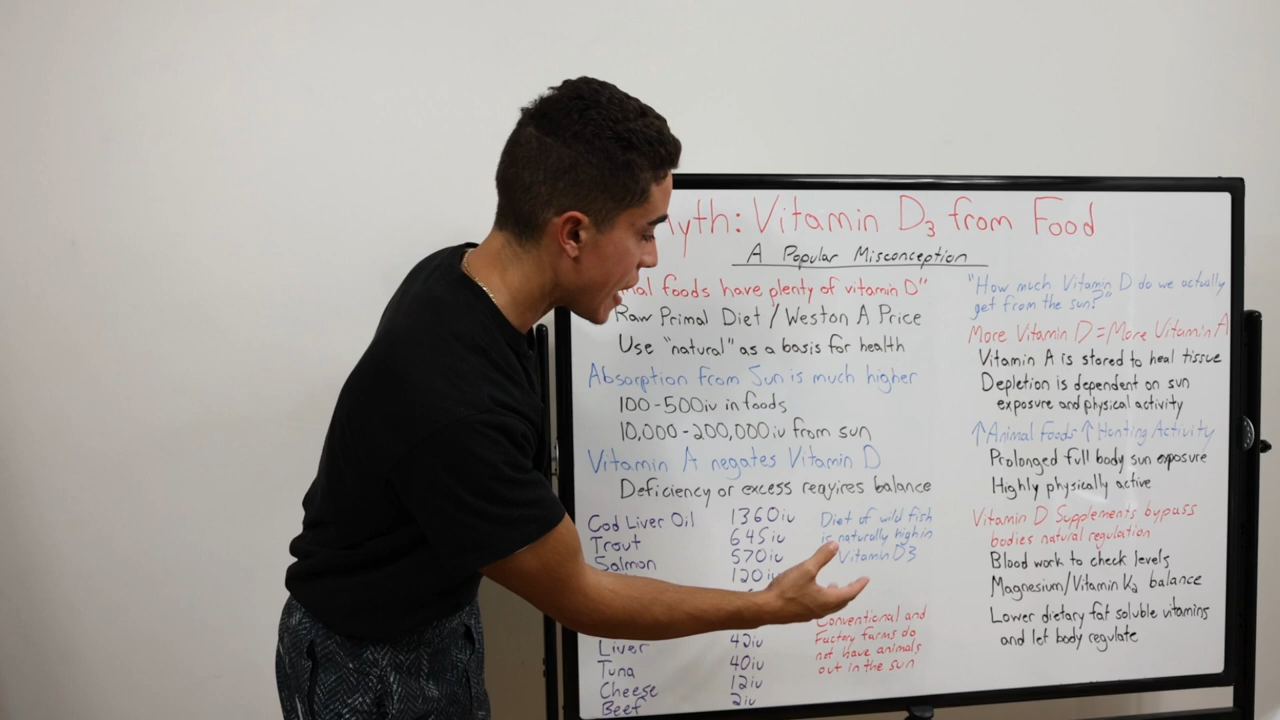 yth: Vitamin D3 from Food
A Popular Misconception
mal foods have plenty of vitamin D"
Raw Primal Diet / Weston A Price
Use "natural" as a basis for health
Absorption from Sun is much higher
100-500iu in foods
10,000-200,000iu from sun
Vitamin A negates Vitamin D
Deficiency or excess reqires balance
Cod Liver Oil 1360iu
Trout 645iu
Salmon 570iu
120iu
Liver 42iu
Tuna 40iu
Cheese 12iu
Beef 2iu
Diet of wild fish
is naturally high in
Vitamin D3
Conventional and
Factory farms do
not have animals
out in the sun
"How much Vitamin D do we actually
get from the sun?"
More Vitamin D = More Vitamin A
Vitamin A is stored to heal tissue
Depletion is dependent on sun
exposure and physical activity
↑Animal Foods ↑Hunting Activity
Prolonged full body sun exposure
Highly physically active
Vitamin D Supplements bypass
bodies natural regulation
Blood work to check levels
Magnesium/Vitamin K2 balance
Lower dietary fat soluble vitamins
and let body regulate